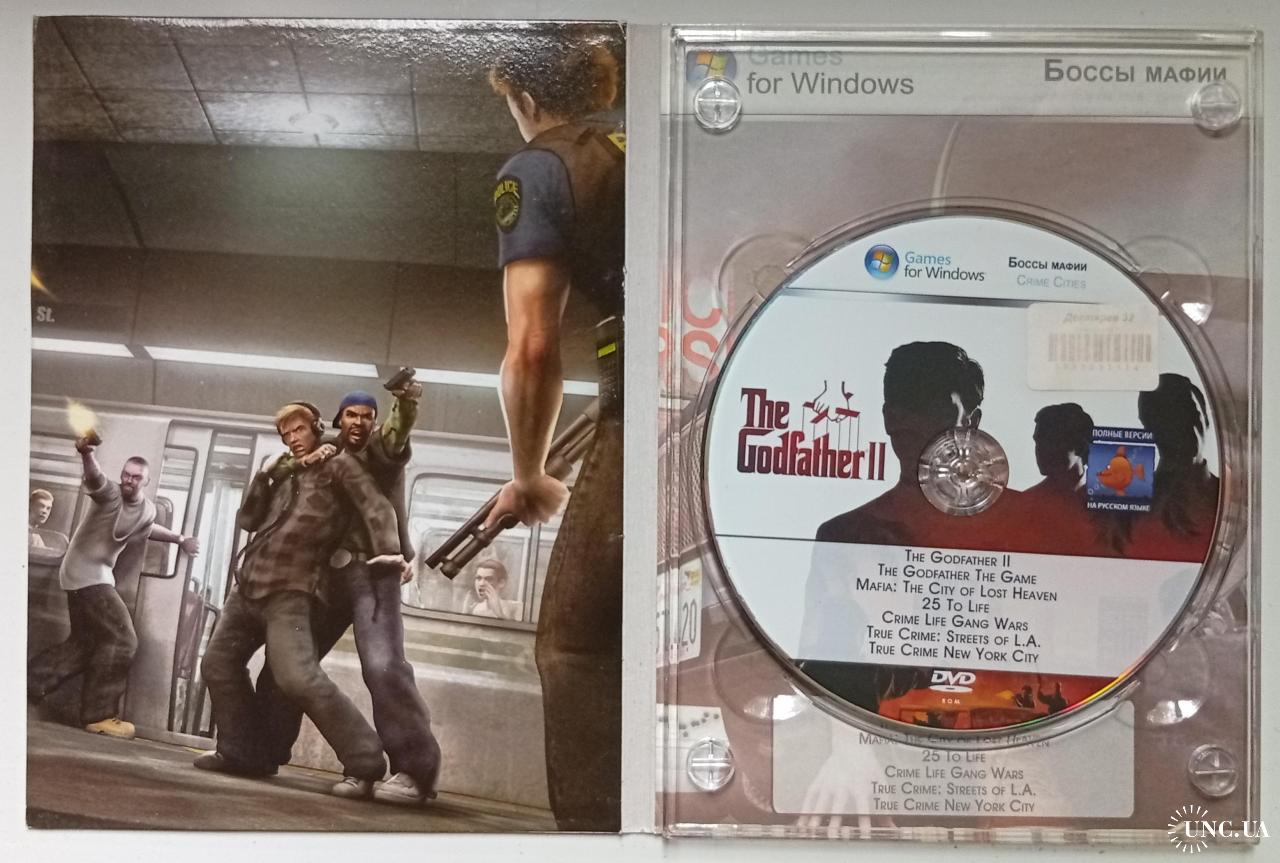 POLICE
St.
Games
for Windows
Боссы мафии
Games
for Windows
Боссы мафии
Crime Cities
The
Godfather II
ПОЛНЫЕ ВЕРСИИ
НА РУССКОМ ЯЗЫКЕ
The Godfather II
The Godfather The Game
Mafia: The City of Lost Heaven
25 To Life
Crime Life Gang Wars
True Crime: Streets of L.A.
True Crime New York City
DVD
ROM
20
25 To Life
Crime Life Gang Wars
True Crime: Streets of L.A.
True Crime New York City
UNC.UA